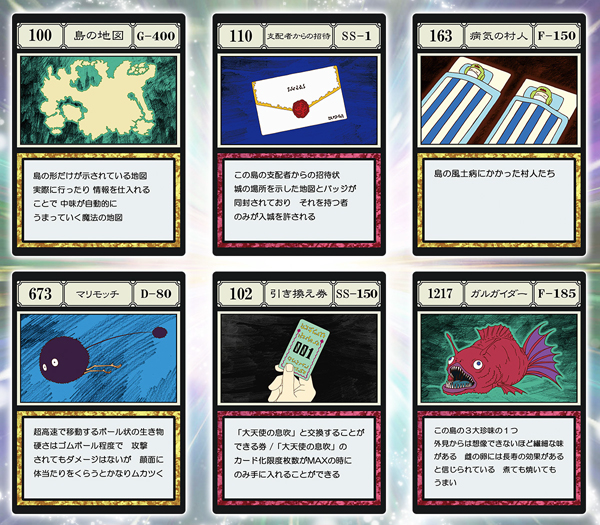 100 島の地図 G-400
島の形だけが示されている地図
実際に行ったり 情報を仕入れる
ことで 中味が自動的に
うまっていく魔法の地図
110 支配者からの招待 SS-1
この島の支配者からの招待状
城の場所を示した地図とバッジが
同封されており それを持つ者
のみが入城を許される
163 病気の村人 F-150
島の風土病にかかった村人たち
673 マリモッチ D-80
超高速で移動するボール状の生き物
硬さはゴムボール程度で 攻撃
されてもダメージはないが 顔面に
体当たりをくらうとかなりムカツく
102 引き換え券 SS-150
001
「大天使の息吹」と交換することが
できる券/「大天使の息吹」の
カード化限度枚数がMAXの時に
のみ手に入れることができる
1217 ガルガイダー F-185
この島の3大珍味の1つ
外見からは想像できないほど繊細な味
がある 雌の卵には長寿の効果がある
と信じられている 煮ても焼いても
うまい